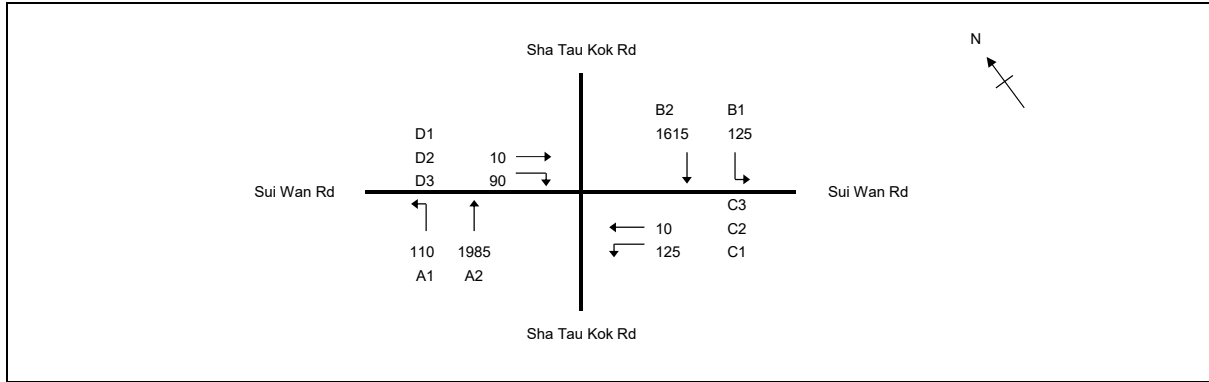 Sha Tau Kok Rd
N
B2 B1
D1 1615 125
D2 10
D3 90
Sui Wan Rd Sui Wan Rd
C3
10 C2
110 1985 125 C1
A1 A2
Sha Tau Kok Rd